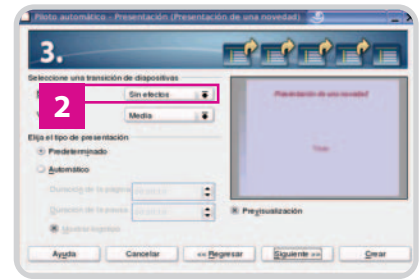 Piloto automático - Presentación (Presentación de una novedad)
3.
Seleccione una transición de diapositivas
2
Sin efectos
Media
Presentación de una novedad
Elija el tipo de presentación
Predeterminado
Automático
Duración de la página
Duración de la pausa
Mostrar logotipo
Previsualización
Ayuda Cancelar << Regresar Siguiente >> Crear